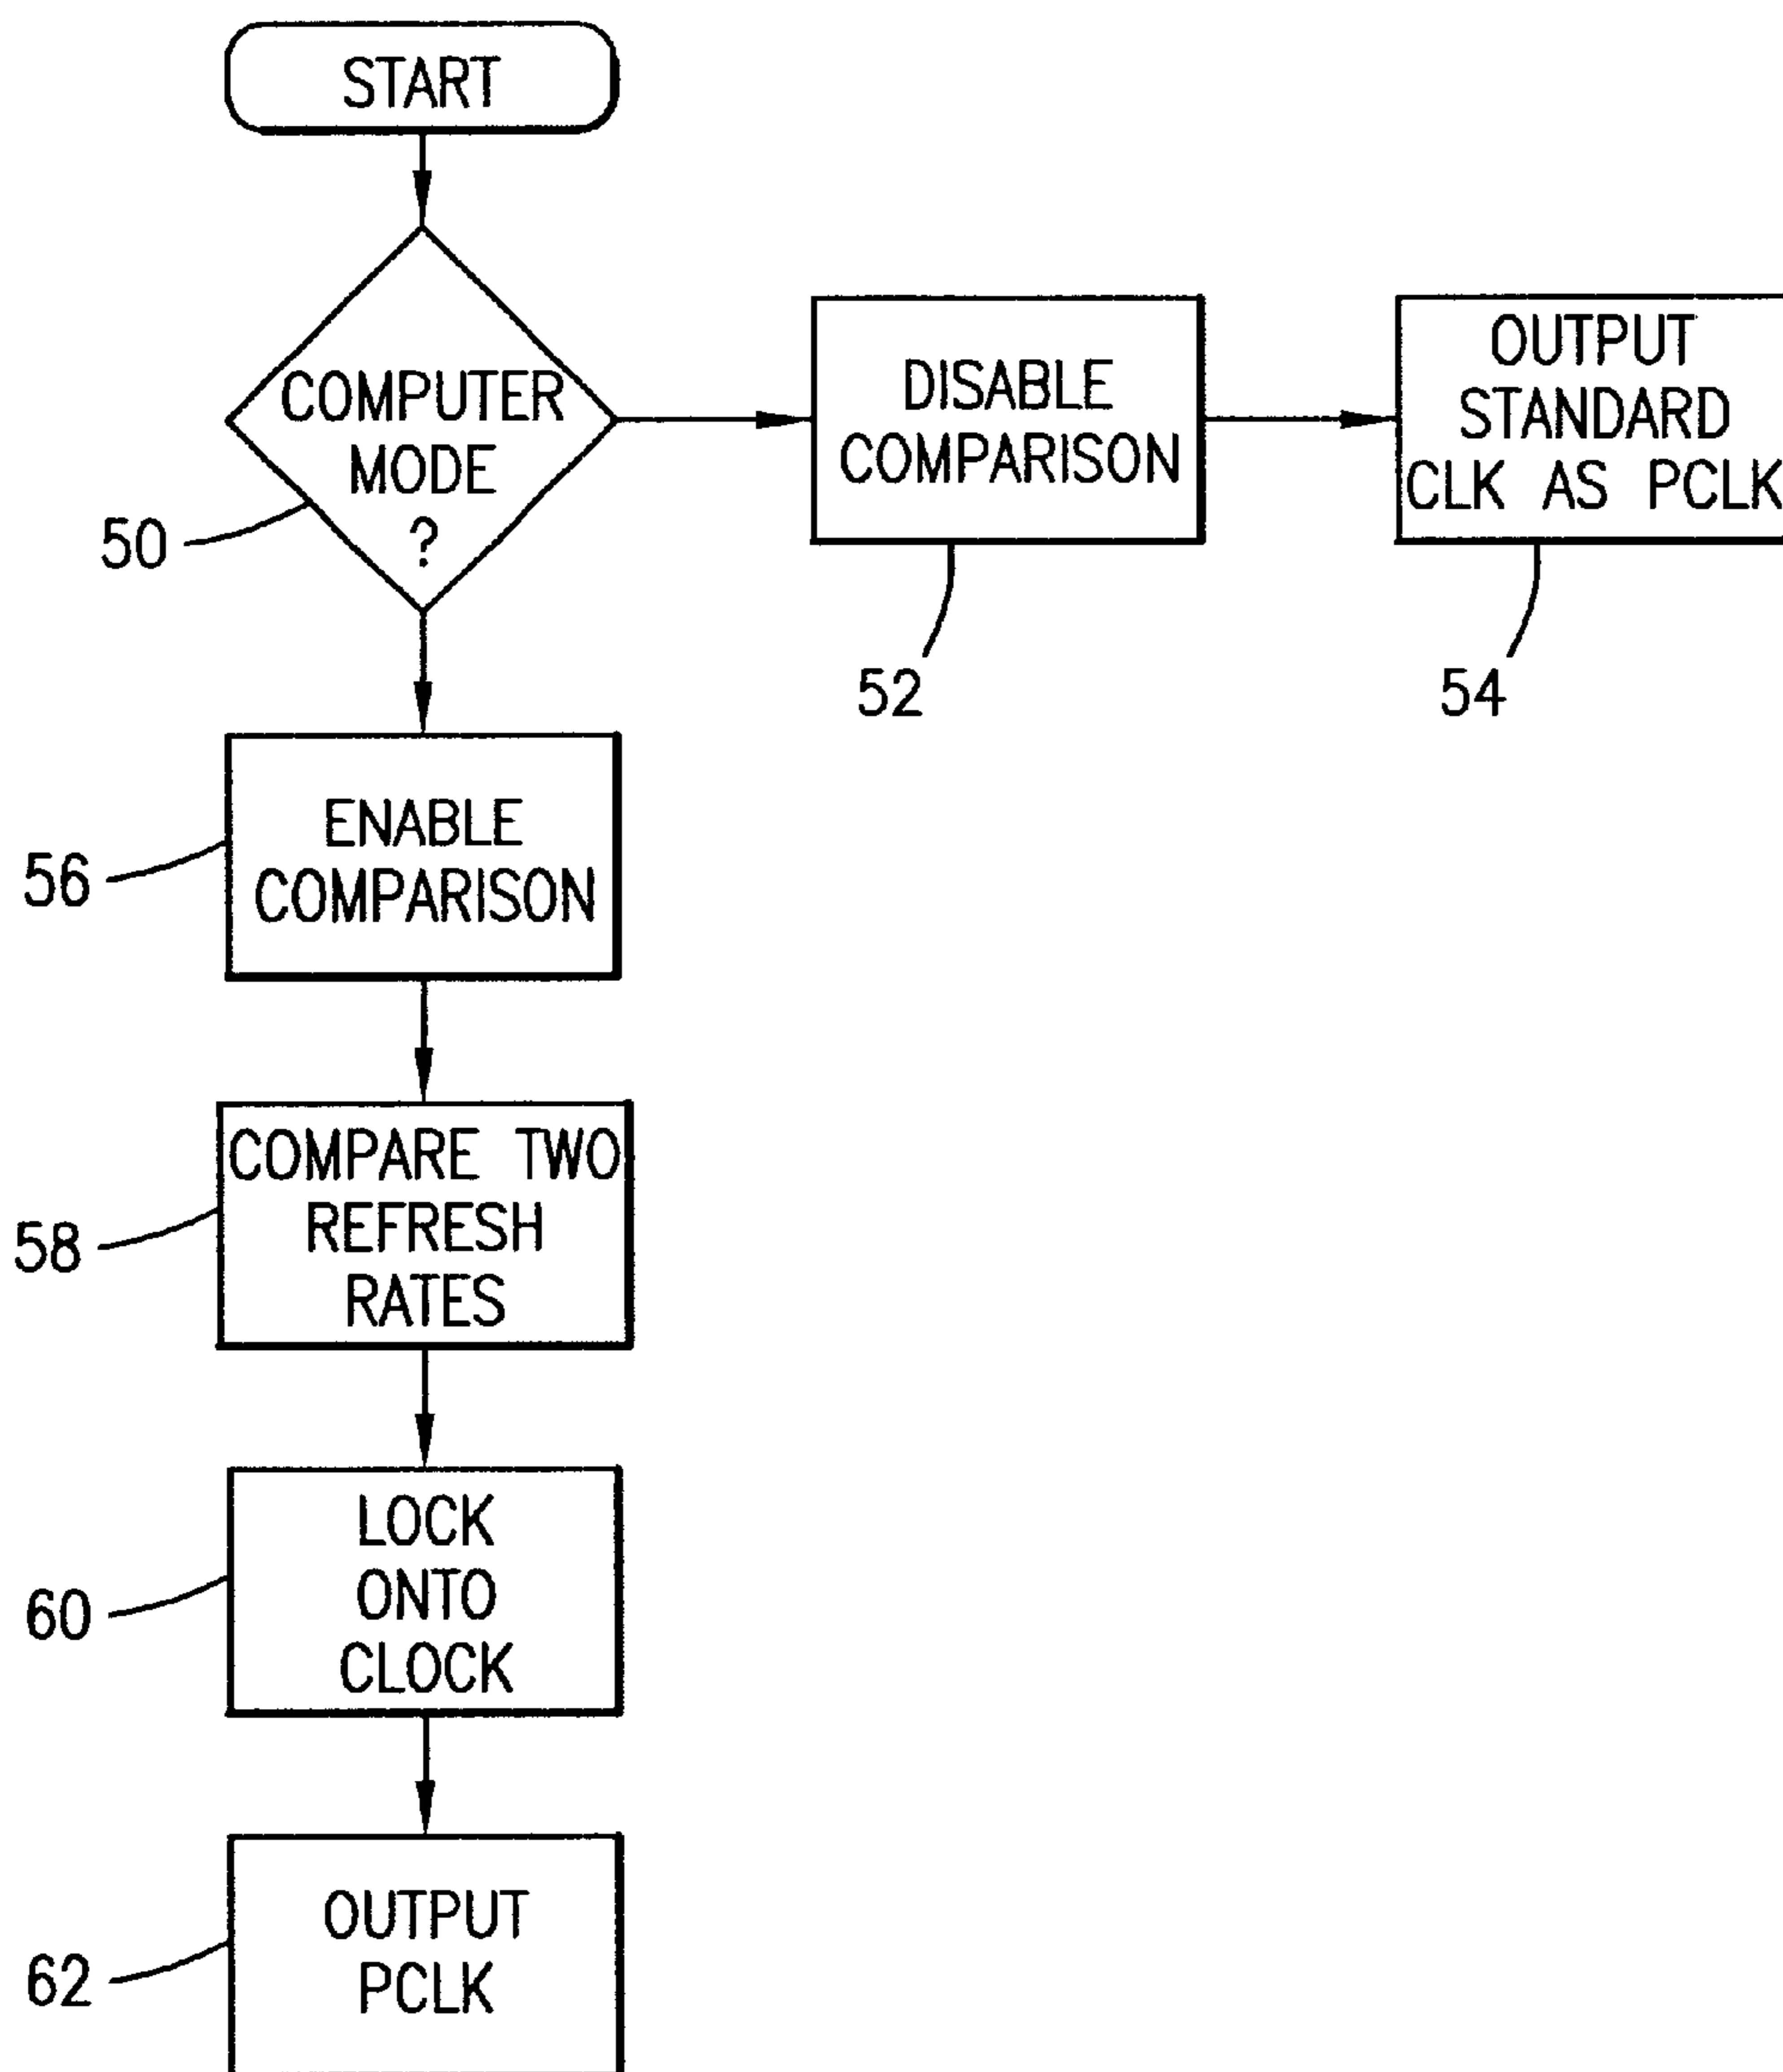 START
COMPUTER
MODE
?
50
DISABLE
COMPARISON
52
OUTPUT
STANDARD
CLK AS PCLK
54
ENABLE
COMPARISON
56
COMPARE TWO
REFRESH
RATES
58
LOCK
ONTO
CLOCK
60
OUTPUT
PCLK
62